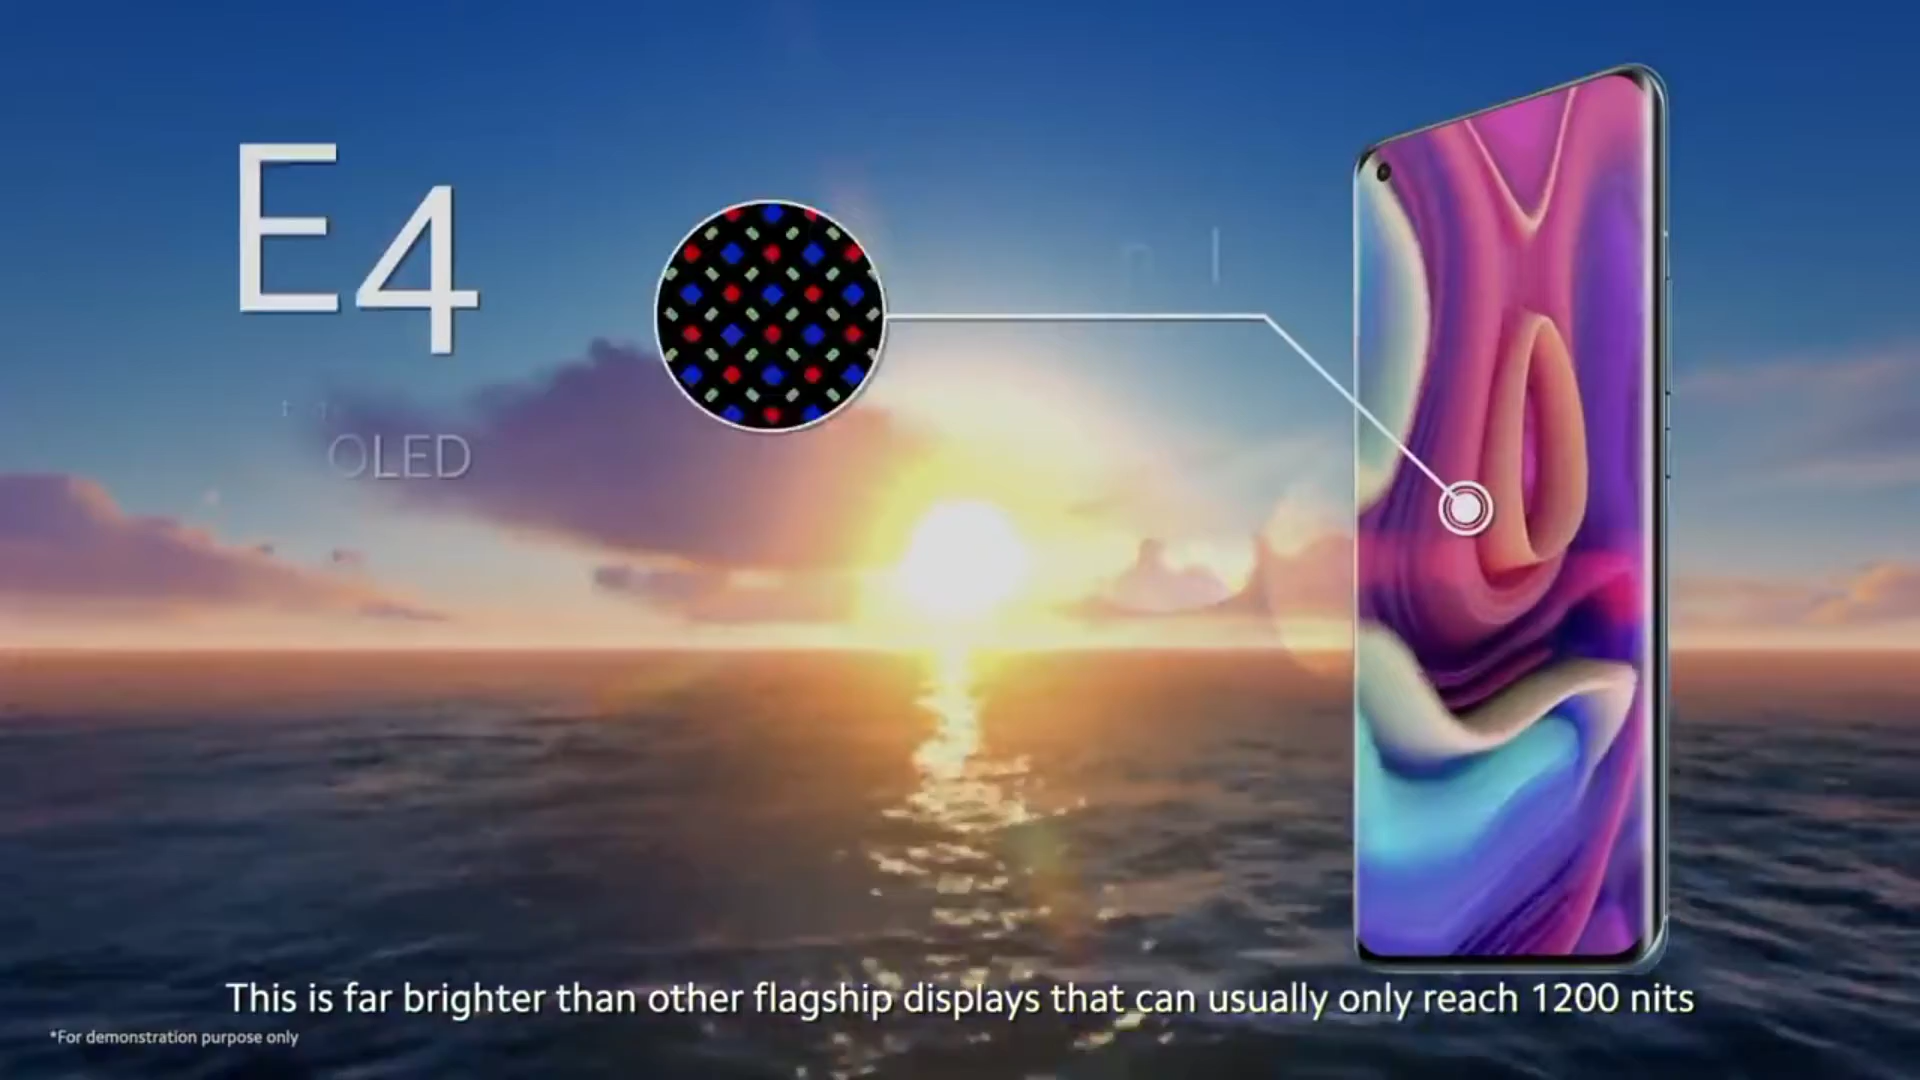 E4
OLED
This is far brighter than other flagship displays that can usually only reach 1200 nits
*For demonstration purpose only